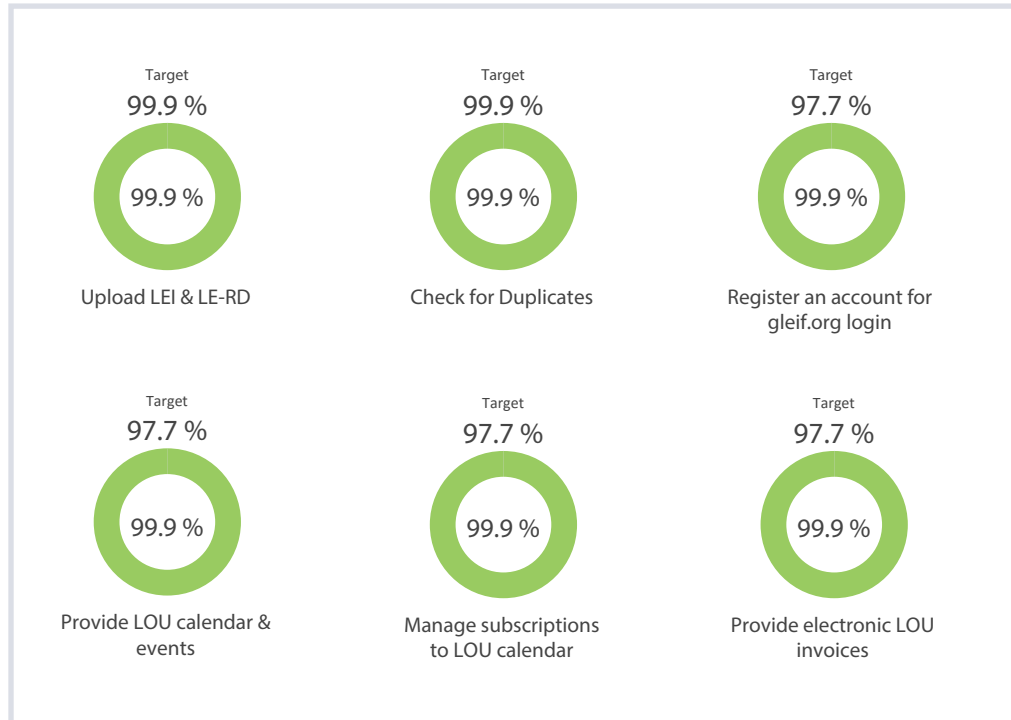 Target
99.9 %
99.9 %
Upload LEI & LE-RD
Target
99.9 %
99.9 %
Check for Duplicates
Target
97.7 %
99.9 %
Register an account for
gleif.org login
Target
97.7 %
99.9 %
Provide LOU calendar &
events
Target
97.7 %
99.9 %
Manage subscriptions
to LOU calendar
Target
97.7 %
99.9 %
Provide electronic LOU
invoices